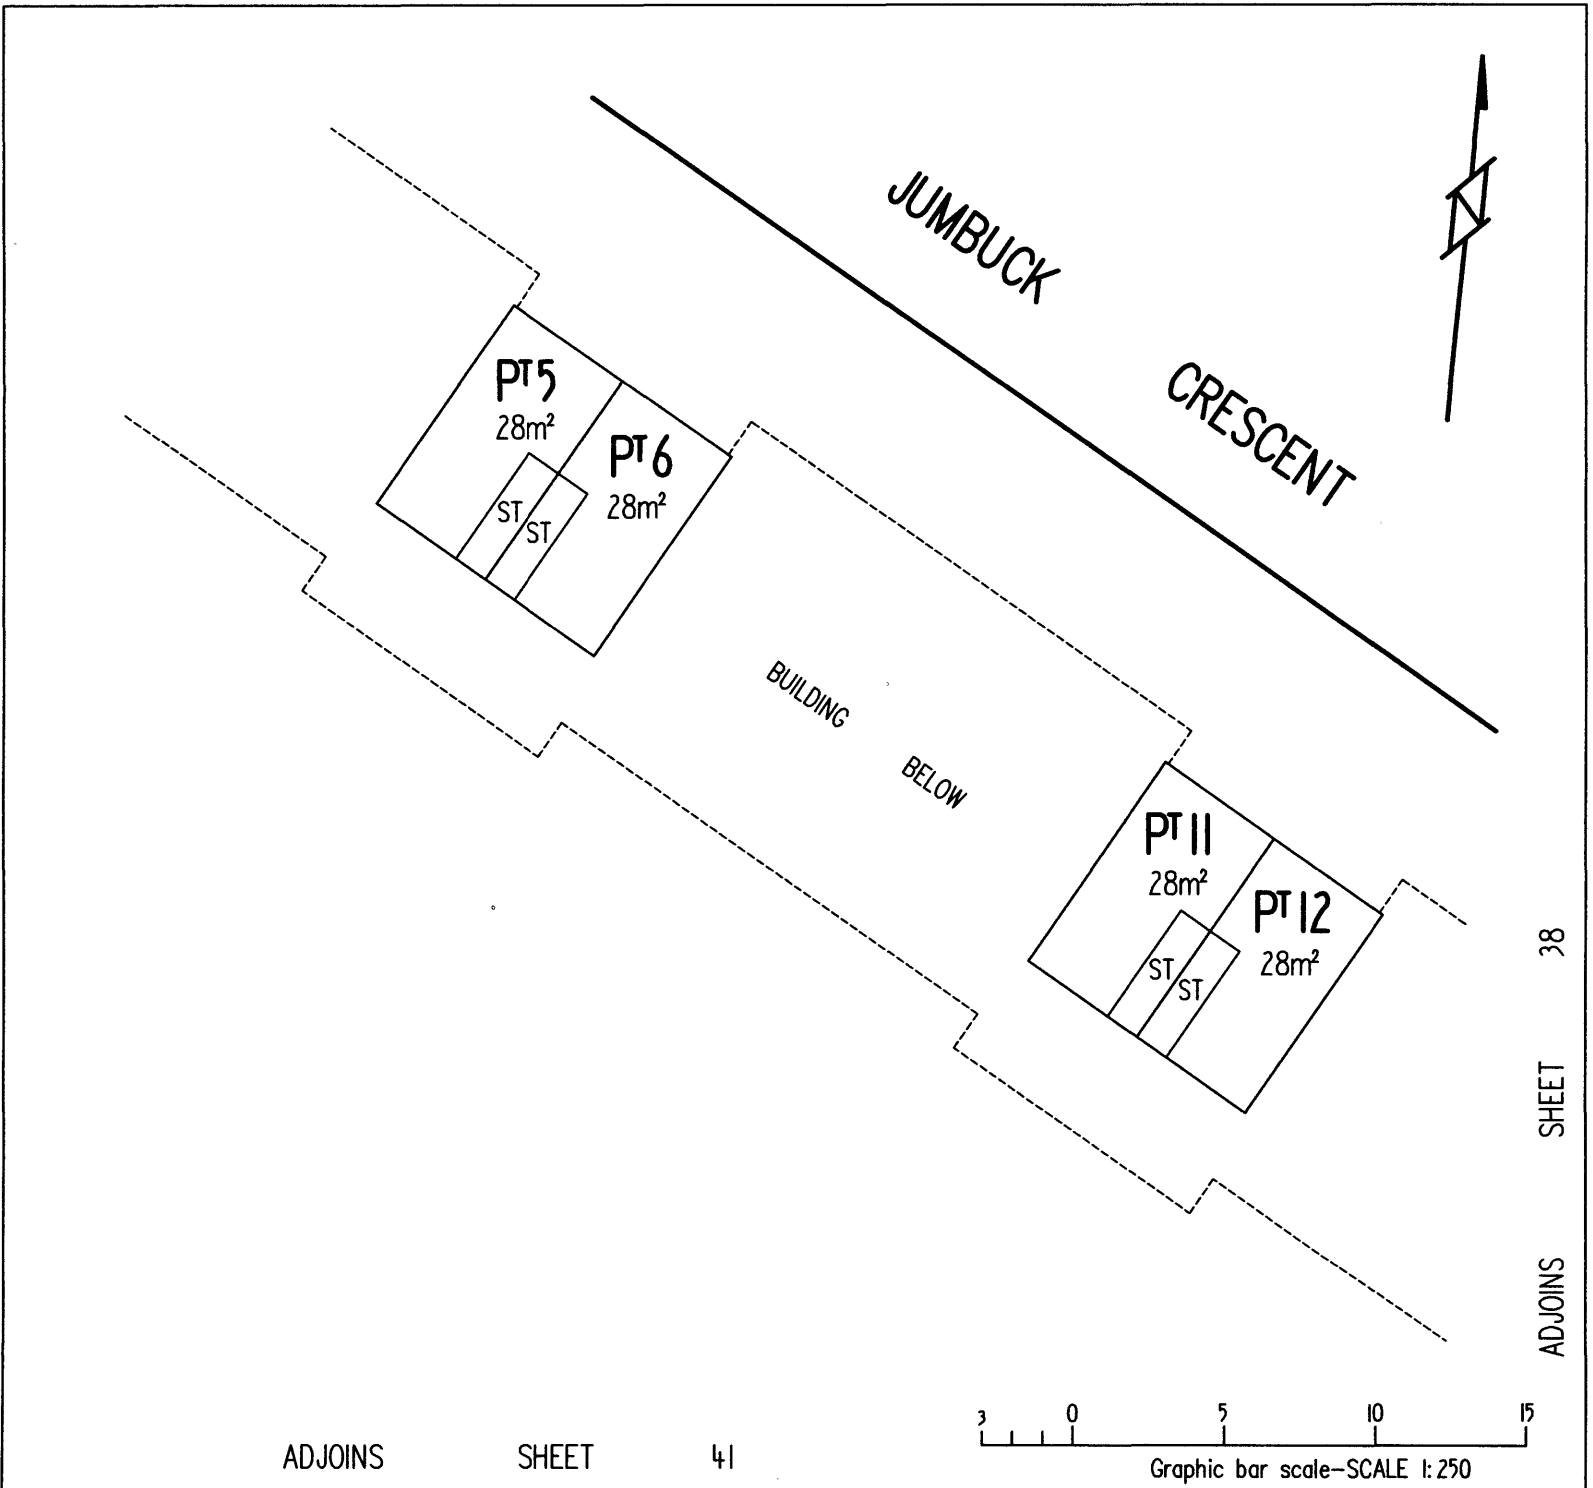 JUMBUCK
CRESCENT
PT5
28m²
PT6
28m²
ST
ST
BUILDING
BELOW
PT11
28m²
PT12
28m²
ST
ST
ADJOINS SHEET 38
3 0 5 10 15
Graphic bar scale-SCALE 1:250
ADJOINS SHEET 41